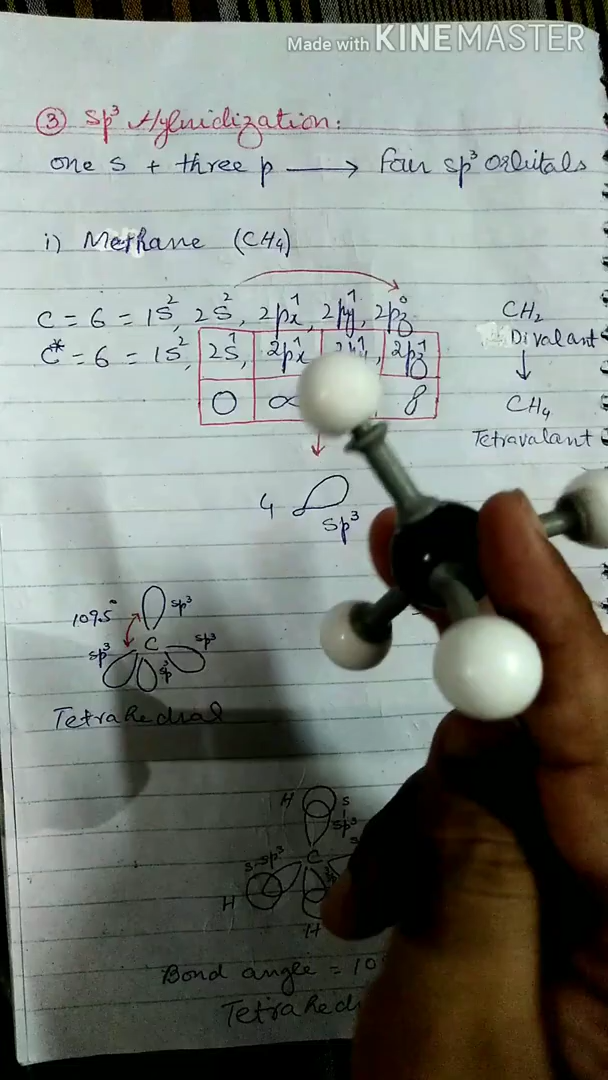 Made with KINEMASTER
③ Sp³ Hybridization:
one s + three p ⟶ four sp³ orbitals
i) Methane (CH₄)
C = 6 = 1S², 2S², 2px¹, 2py¹, 2pz⁰
CH₂
Divalant
C* = 6 = 1S², 2S¹, 2px¹, 2pz¹
↓
CH₄
Tetravalant
4 sp³
109.5°
sp³
sp³ C sp³
sp³
Tetrahedral
H S
sp³
S-sp³ C S
H
H
Bond angle = 10
Tetrahed